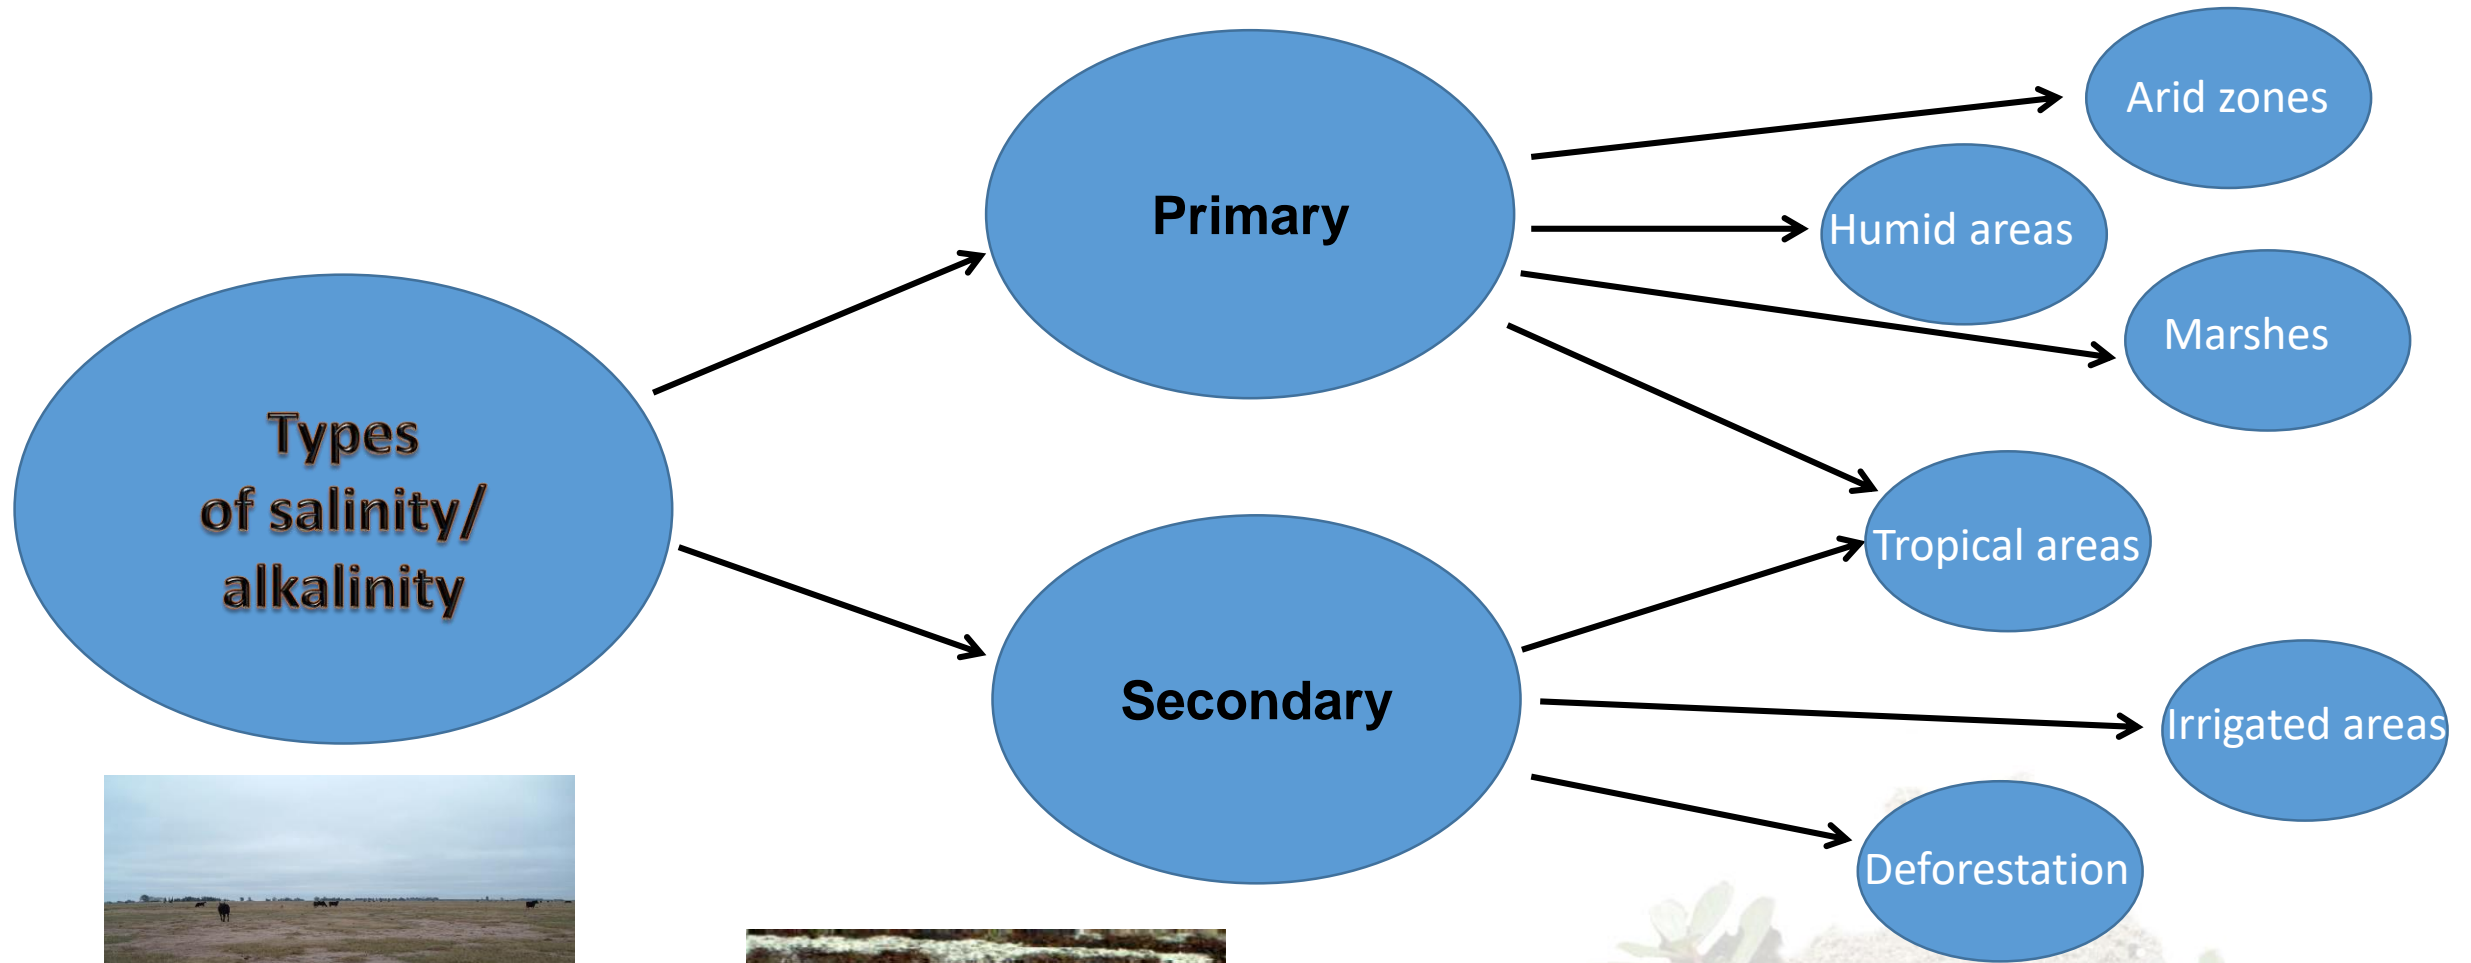 Types
of salinity/
alkalinity
Primary
Secondary
Arid zones
Humid areas
Marshes
Tropical areas
Irrigated areas
Deforestation